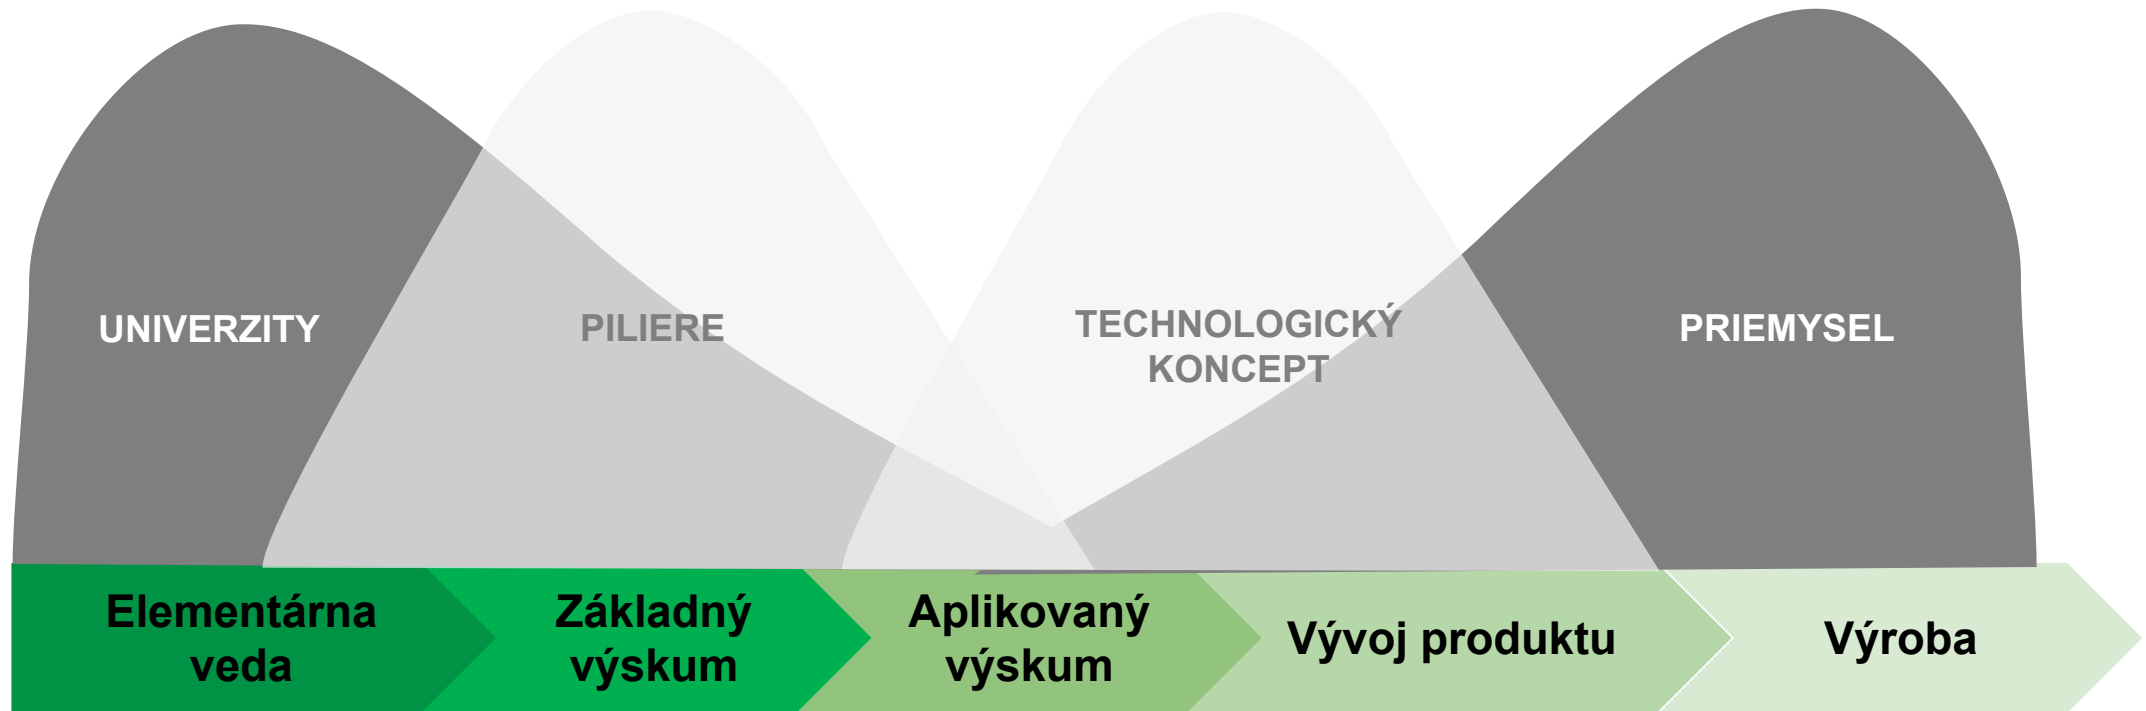 UNIVERZITY
PILIERE
TECHNOLOGICKÝ
KONCEPT
PRIEMYSEL
Elementárna
veda
Základný
výskum
Aplikovaný
výskum
Vývoj produktu
Výroba